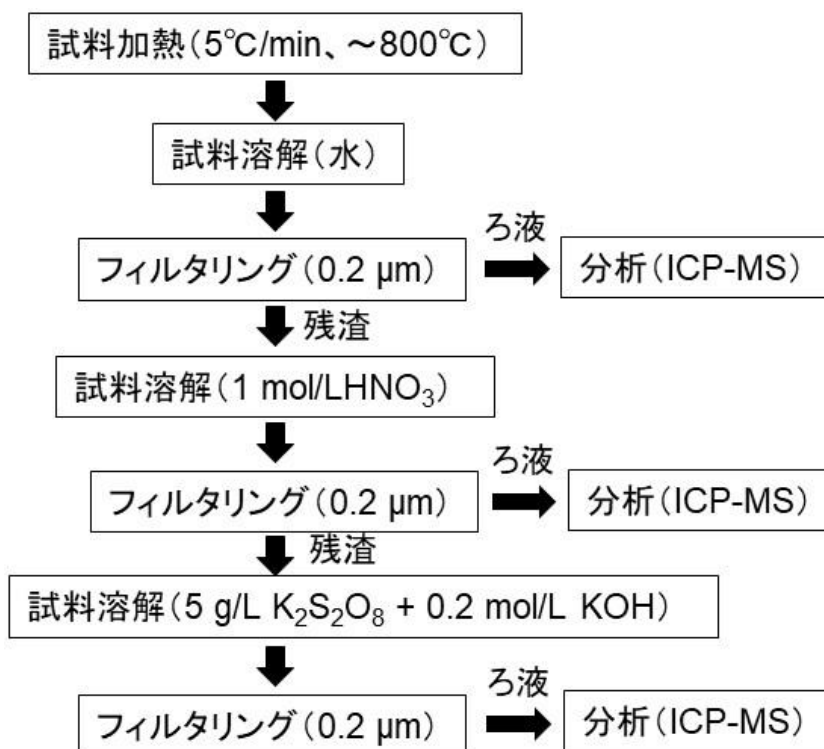 試料加熱(5℃/min、～800℃)
試料溶解(水)
フィルタリング(0.2 µm)
ろ液
分析(ICP-MS)
残渣
試料溶解(1 mol/LHNO₃)
フィルタリング(0.2 µm)
ろ液
分析(ICP-MS)
残渣
試料溶解(5 g/L K₂S₂O₈ + 0.2 mol/L KOH)
フィルタリング(0.2 µm)
ろ液
分析(ICP-MS)